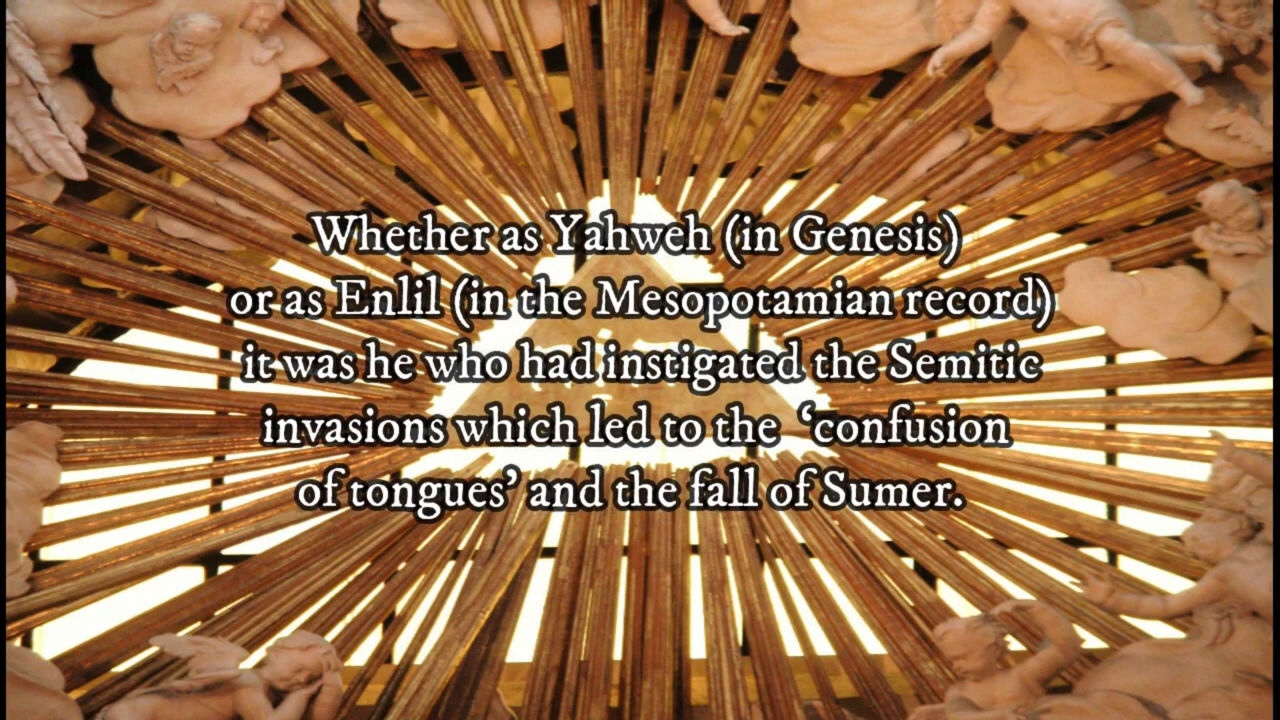 Whether as Yahweh (in Genesis)
or as Enlil (in the Mesopotamian record)
it was he who had instigated the Semitic
invasions which led to the ‘confusion
of tongues’ and the fall of Sumer.